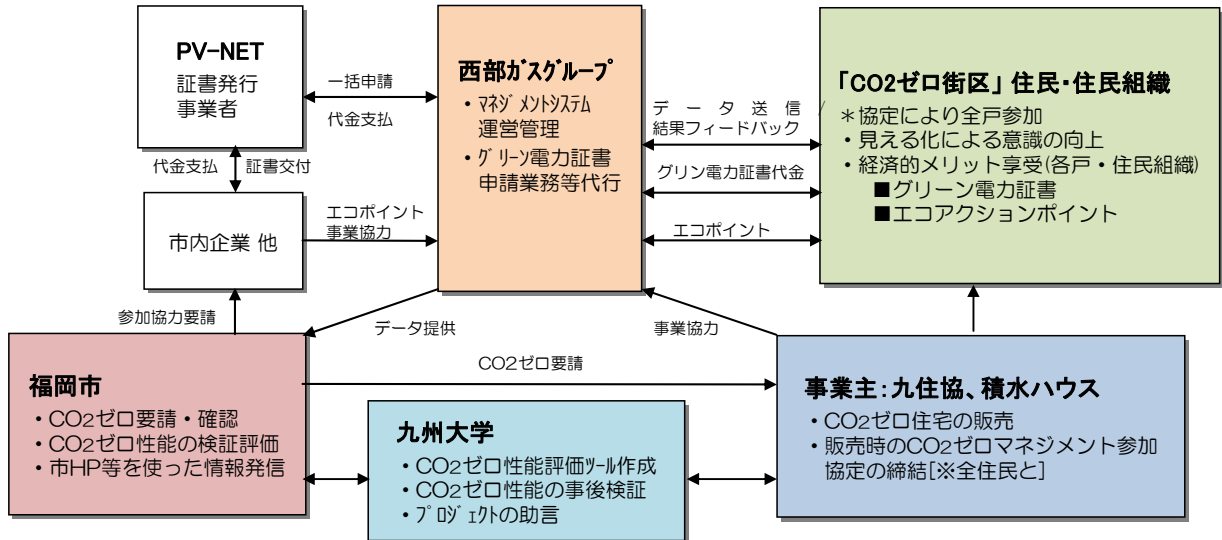 PV-NET
証書発行
事業者
一括申請
代金支払
代金支払
証書交付
市内企業 他
エコポイント
事業協力
参加協力要請
西部ガスグループ
・マネジメントシステム
運営管理
・グリーン電力証書
申請業務等代行
データ送信/
結果フィードバック
グリン電力証書代金
エコポイント
「CO2ゼロ街区」住民・住民組織
＊協定により全戸参加
・見える化による意識の向上
・経済的メリット享受(各戸・住民組織)
■グリーン電力証書
■エコアクションポイント
データ提供
事業協力
CO2ゼロ要請
福岡市
・CO2ゼロ要請・確認
・CO2ゼロ性能の検証評価
・市HP等を使った情報発信
九州大学
・CO2ゼロ性能評価ツール作成
・CO2ゼロ性能の事後検証
・プロジェクトの助言
事業主：九住協、積水ハウス
・CO2ゼロ住宅の販売
・販売時のCO2ゼロマネジメント参加
協定の締結[※全住民と]